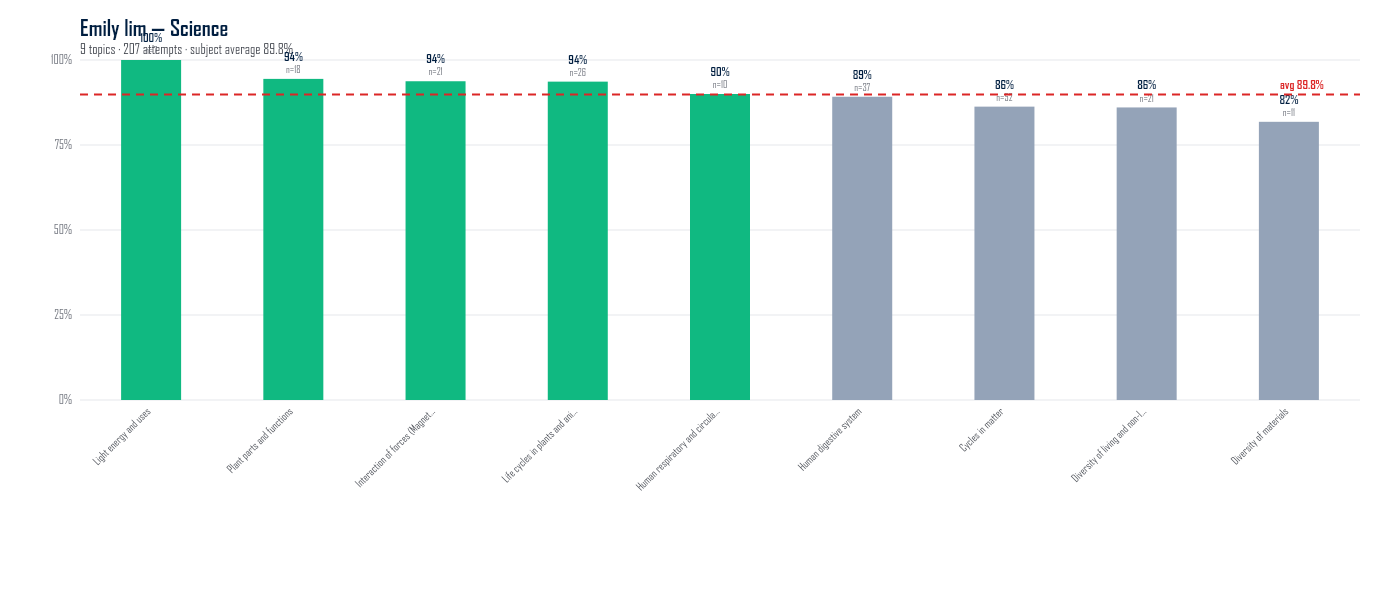 Emily lim — Science
9 topics · 207 attempts · subject average 89.8%
100%
75%
50%
25%
0%
100%
94%
n=18
94%
n=21
94%
n=26
90%
n=10
89%
n=37
86%
n=32
86%
n=21
avg 89.8%
82%
n=11
Light energy and uses
Plant parts and functions
Interaction of forces (Magnet...
Life cycles in plants and ani...
Human respiratory and circula...
Human digestive system
Cycles in matter
Diversity of living and non-l...
Diversity of materials